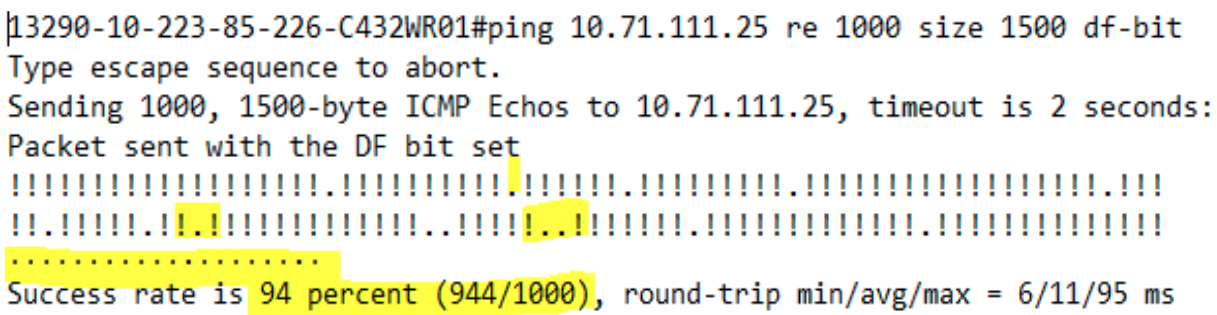 13290-10-223-85-226-C432WR01#ping 10.71.111.25 re 1000 size 1500 df-bit
Type escape sequence to abort.
Sending 1000, 1500-byte ICMP Echos to 10.71.111.25, timeout is 2 seconds:
Packet sent with the DF bit set
!!!!!!!!!!!!!!!!!!!.!!!!!!!!!!.!!!!!!.!!!!!!!!!.!!!!!!!!!!!!!!!!!!.!!!
!!.!!!!!.!!.!!!!!!!!!!!!!..!!!!!..!!!!!!!.!!!!!!!!!!!!!.!!!!!!!!!!!!!!
....................
Success rate is 94 percent (944/1000), round-trip min/avg/max = 6/11/95 ms